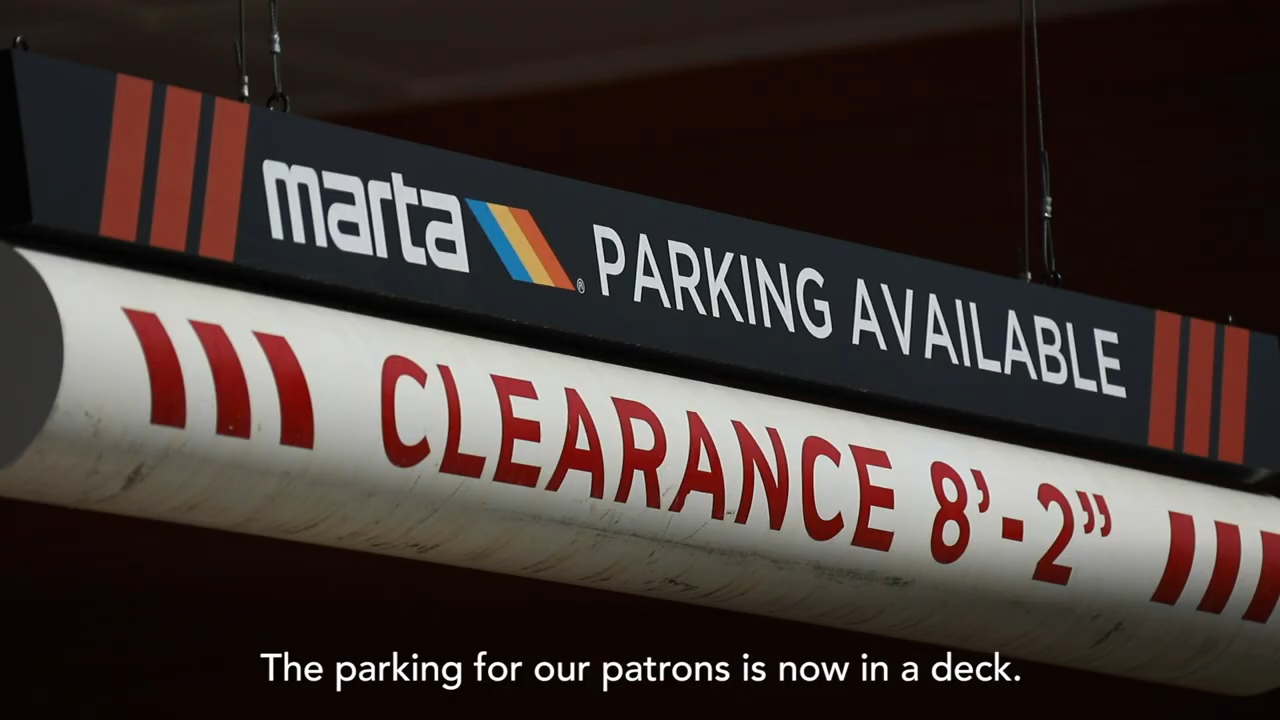 marta® PARKING AVAILABLE
CLEARANCE 8'-2”
The parking for our patrons is now in a deck.